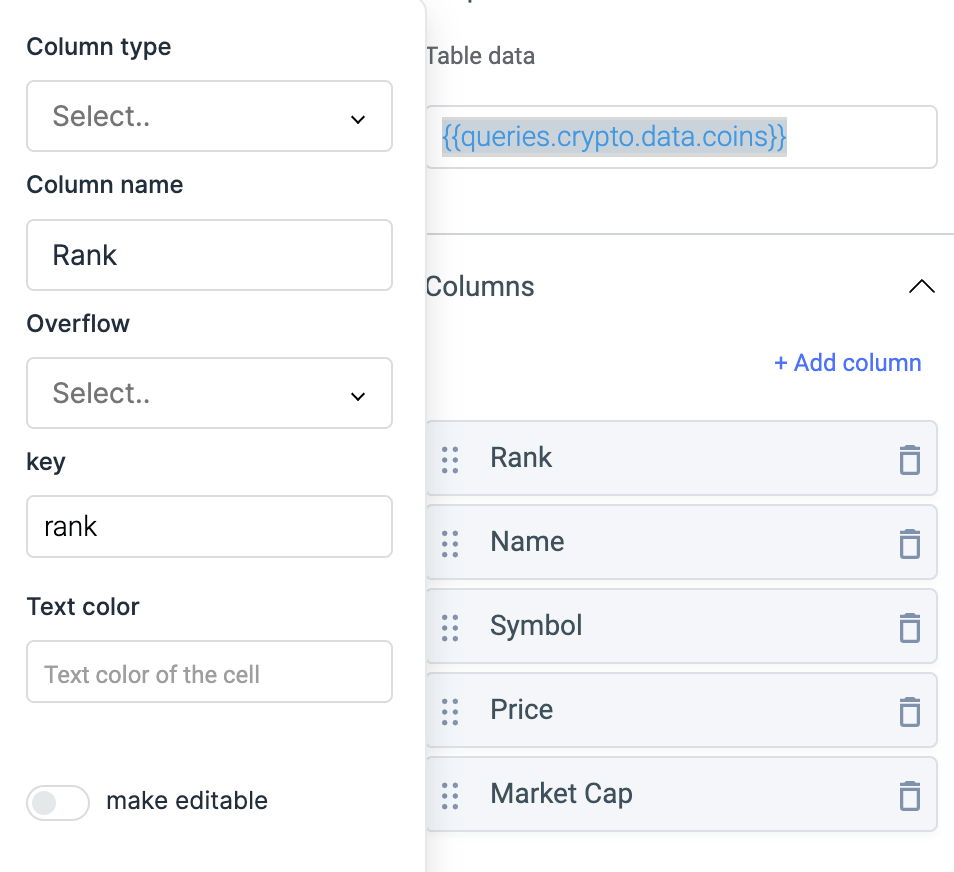 Column type
Select..
Column name
Rank
Overflow
Select..
key
rank
Text color
Text color of the cell
make editable
Table data
{{queries.crypto.data.coins}}
Columns
+ Add column
Rank
Name
Symbol
Price
Market Cap